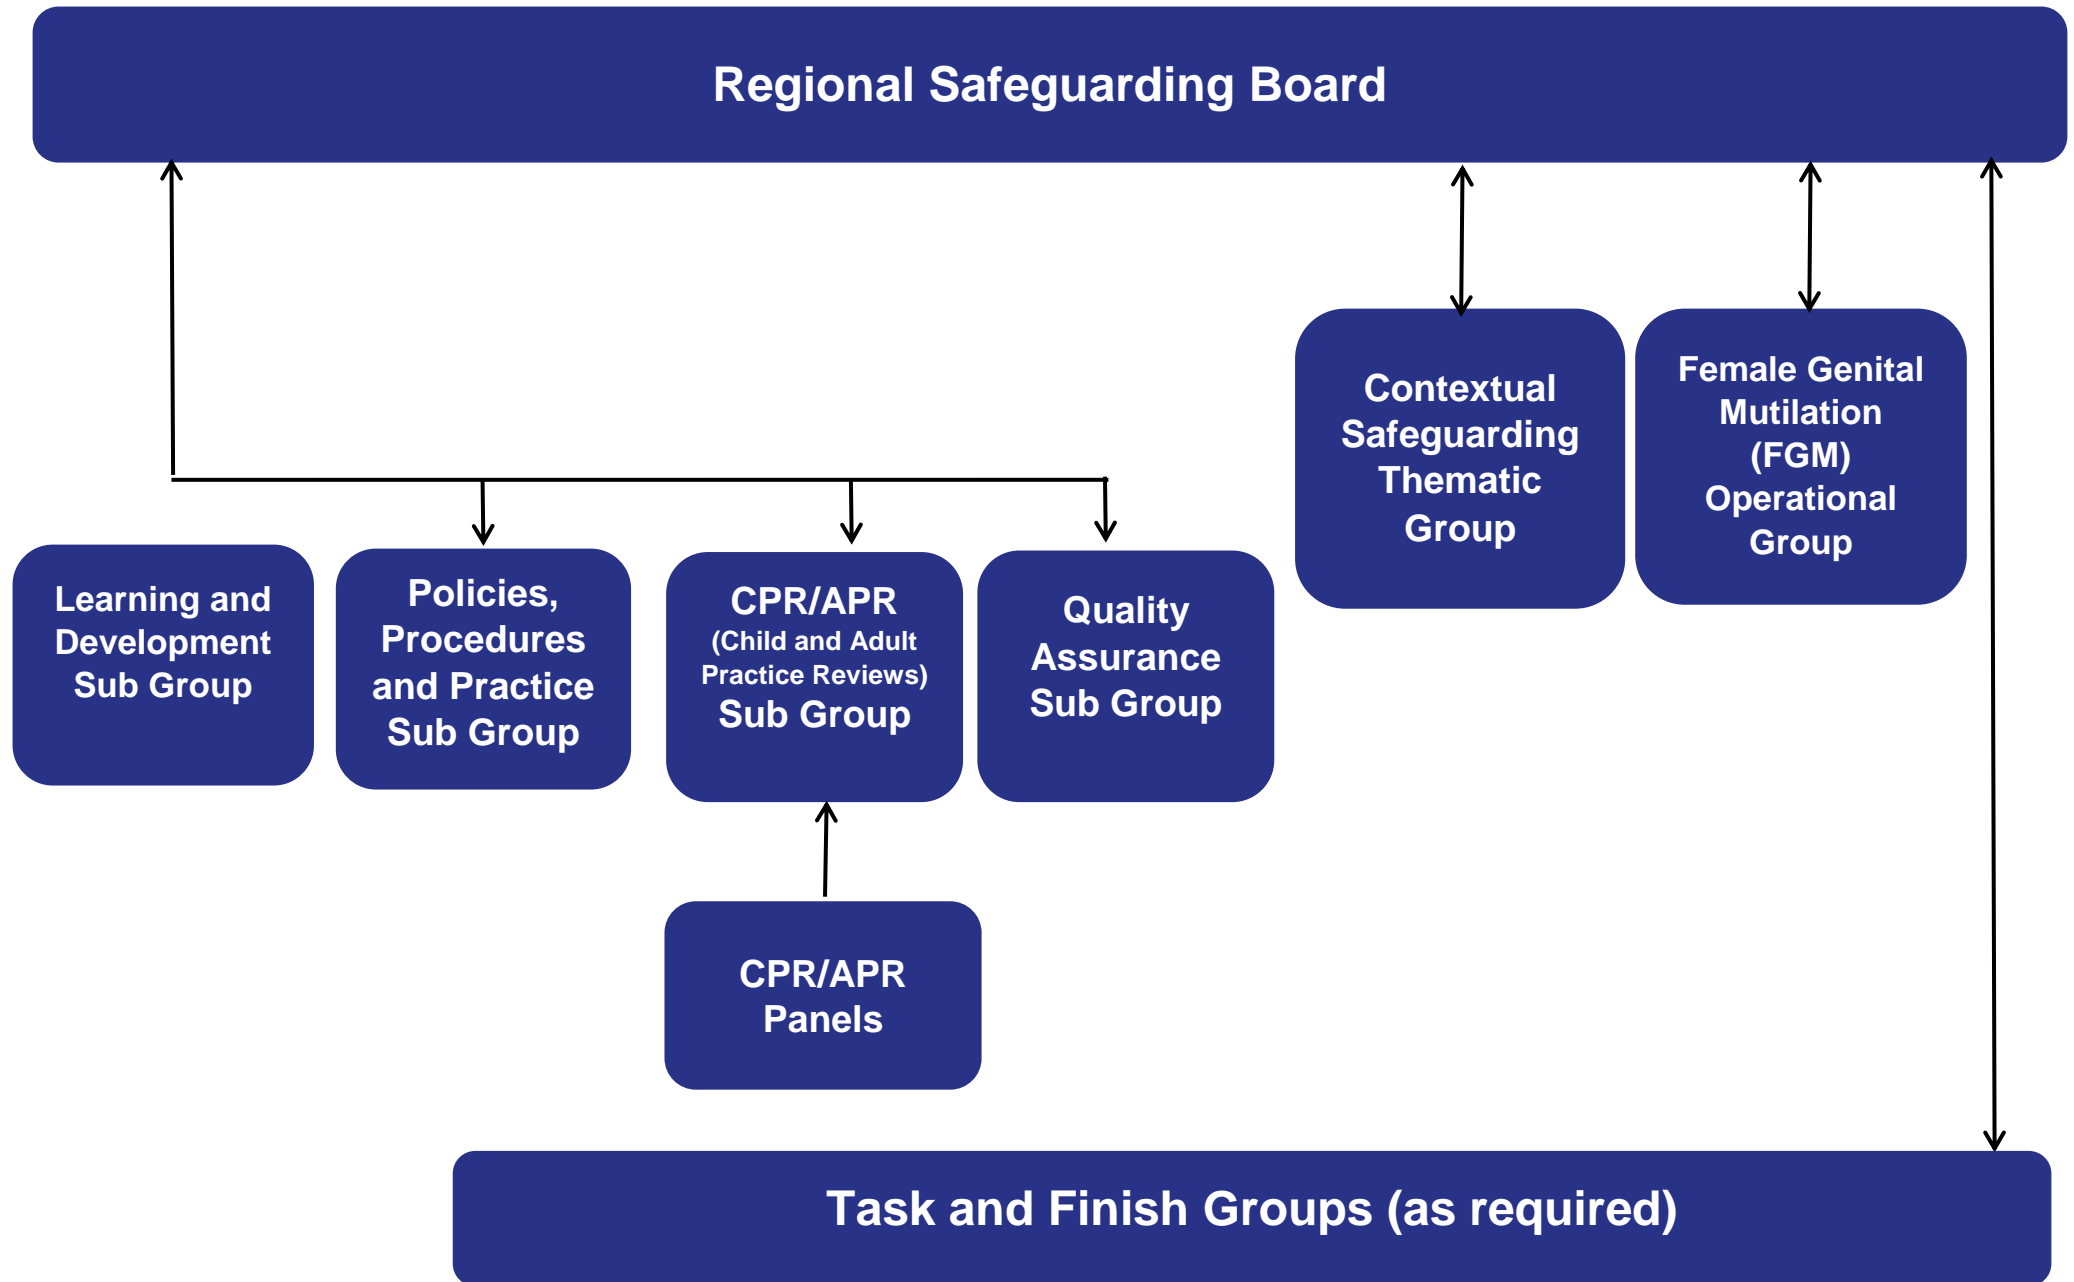 Regional Safeguarding Board
Contextual
Safeguarding
Thematic
Group
Female Genital
Mutilation
(FGM)
Operational
Group
Learning and
Development
Sub Group
Policies,
Procedures
and Practice
Sub Group
CPR/APR
(Child and Adult
Practice Reviews)
Sub Group
Quality
Assurance
Sub Group
CPR/APR
Panels
Task and Finish Groups (as required)